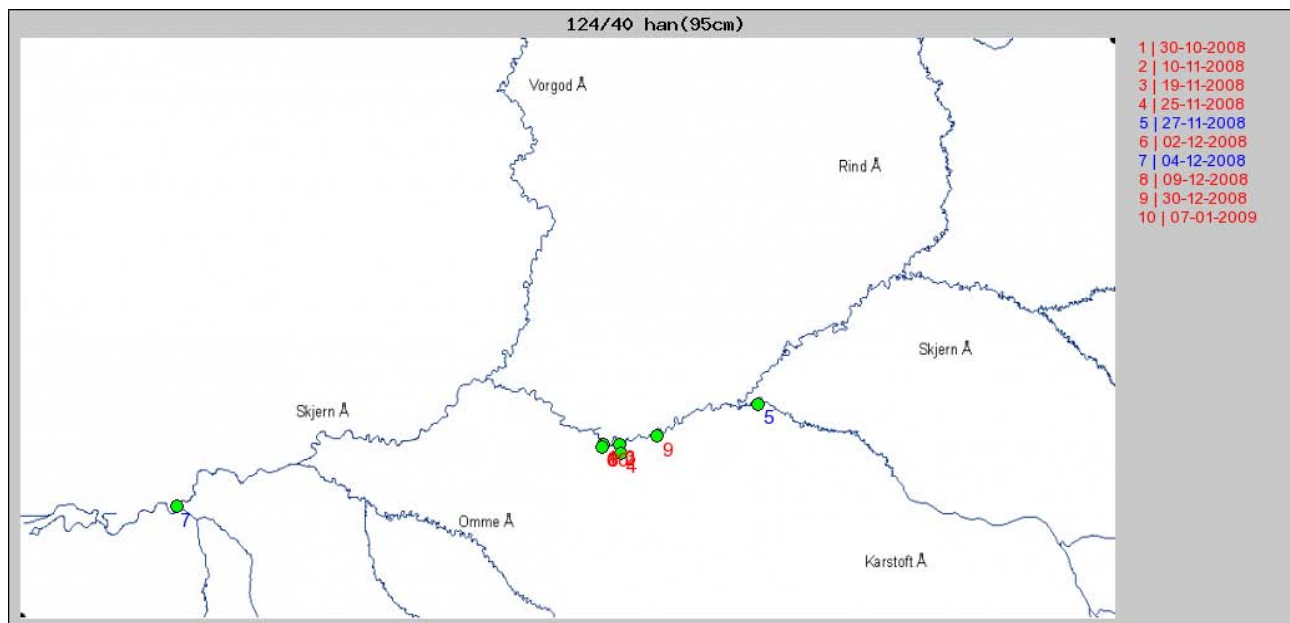 124/40 han(95cm)
Vorgod Å
Rind Å
Skjern Å
Skjern Å
Omme Å
Karstoft Å
5
9
4
7
1 | 30-10-2008
2 | 10-11-2008
3 | 19-11-2008
4 | 25-11-2008
5 | 27-11-2008
6 | 02-12-2008
7 | 04-12-2008
8 | 09-12-2008
9 | 30-12-2008
10 | 07-01-2009